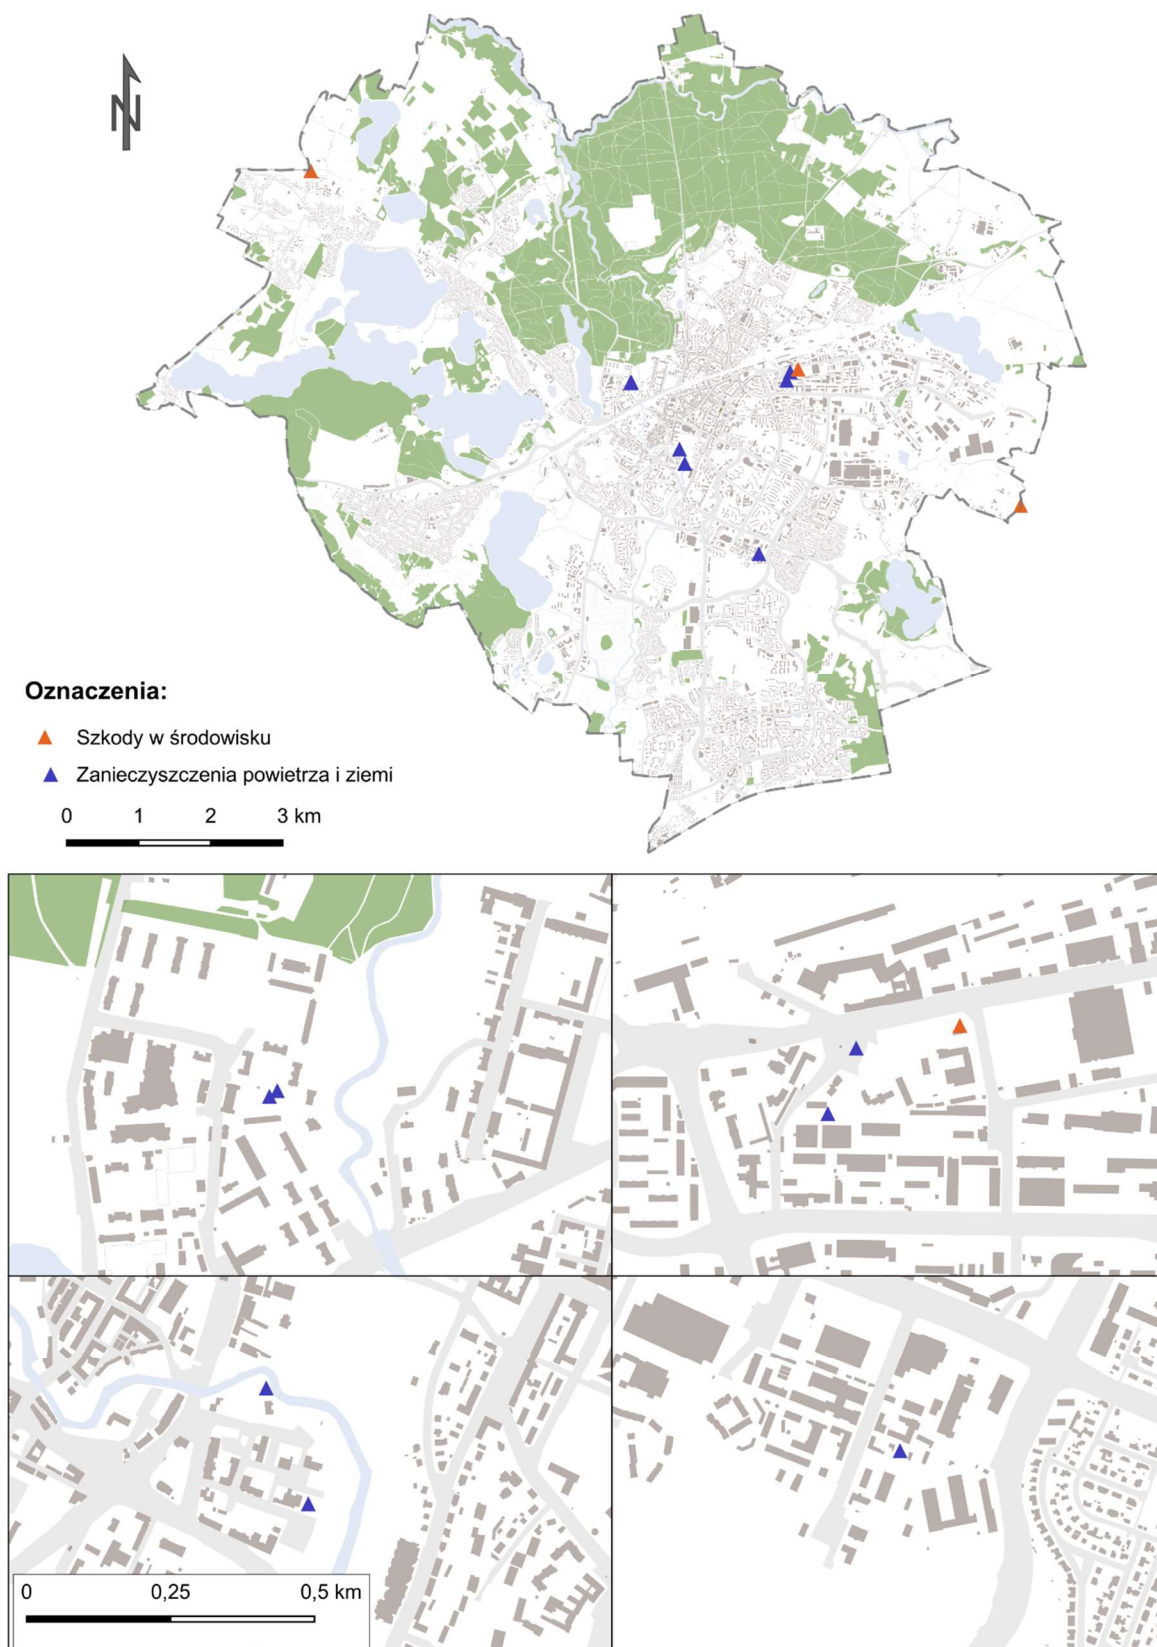 N
Oznaczenia:
Szkody w środowisku
Zanieczyszczenia powietrza i ziemi
0 1 2 3 km
0 0,25 0,5 km